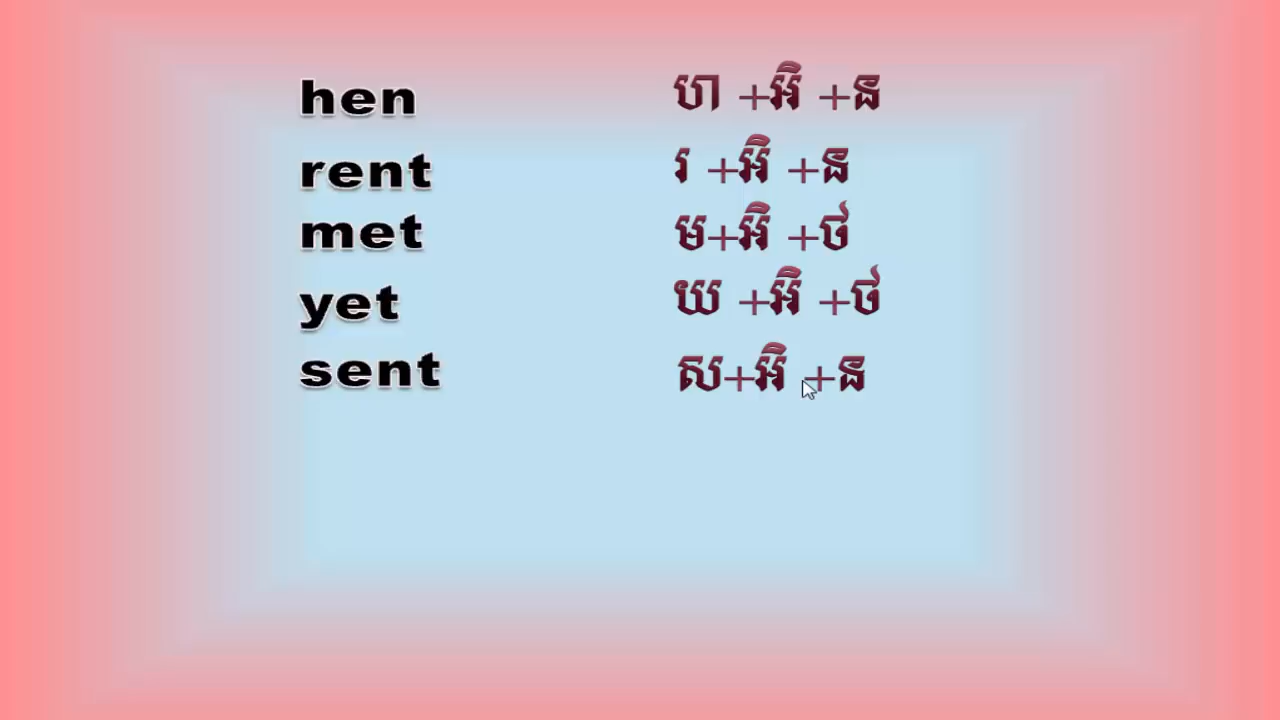 hen ហ +អិ +ន
rent រ +អិ +ន
met ម+អិ +ថ
yet យ +អិ +ថ
sent ស+អិ +ន